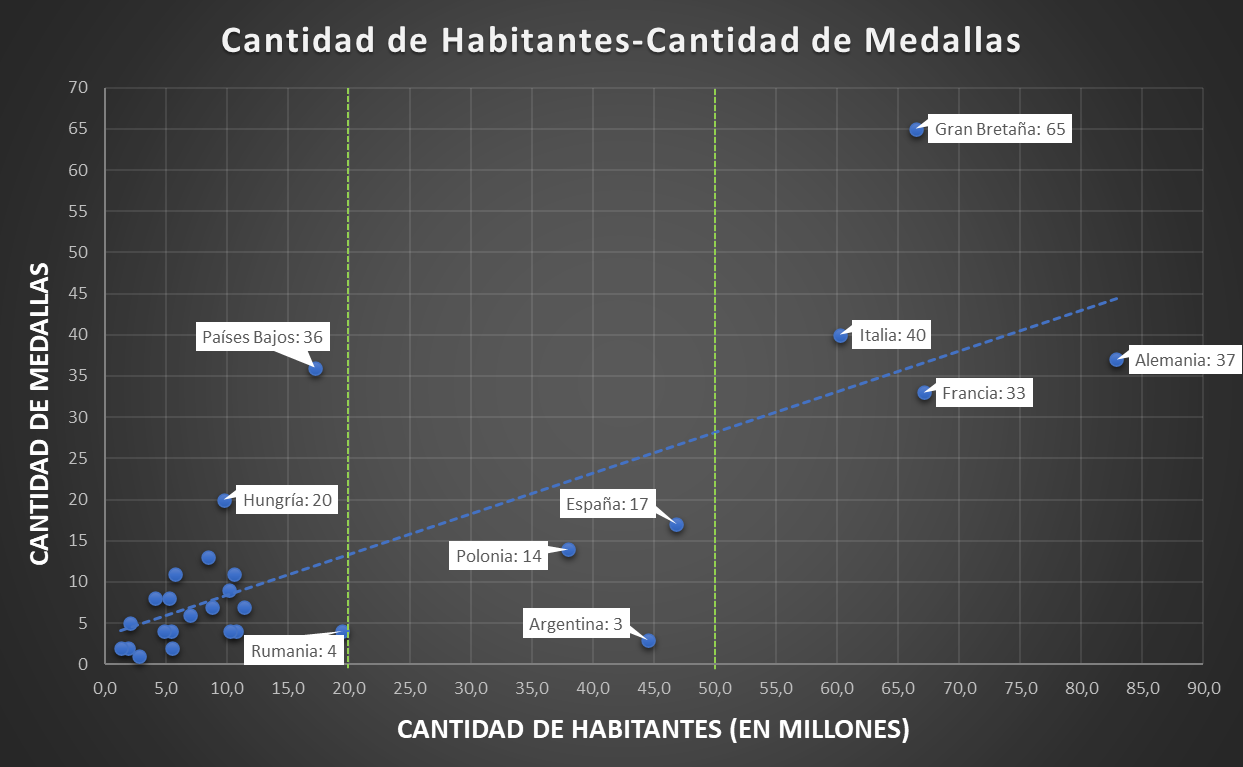 Cantidad de Habitantes-Cantidad de Medallas
CANTIDAD DE MEDALLAS
70
65
60
55
50
45
40
35
30
25
20
15
10
5
0
Gran Bretaña: 65
Países Bajos: 36
Italia: 40
Alemania: 37
Francia: 33
Hungría: 20
España: 17
Polonia: 14
Argentina: 3
Rumania: 4
0,0 5,0 10,0 15,0 20,0 25,0 30,0 35,0 40,0 45,0 50,0 55,0 60,0 65,0 70,0 75,0 80,0 85,0 90,0
CANTIDAD DE HABITANTES (EN MILLONES)